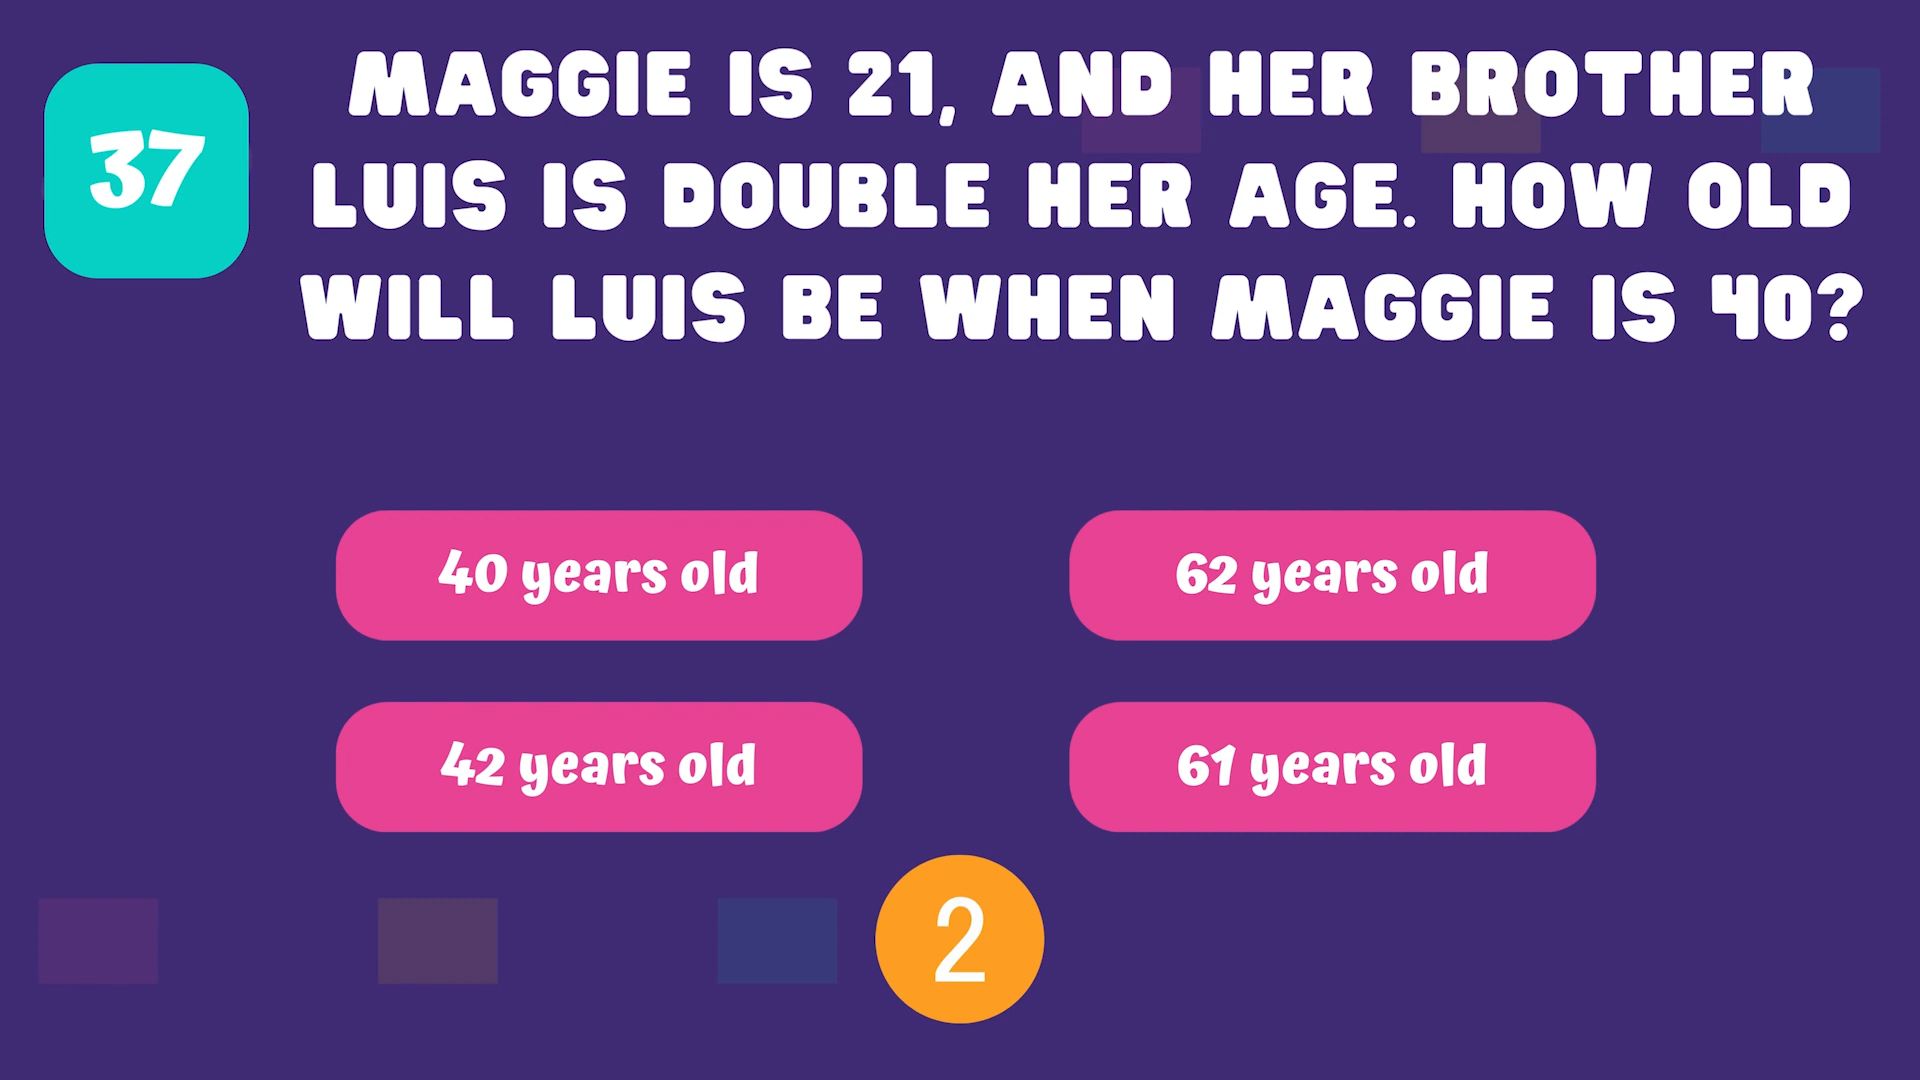 37
MAGGIE IS 21, AND HER BROTHER
LUIS IS DOUBLE HER AGE. HOW OLD
WILL LUIS BE WHEN MAGGIE IS 40?
40 years old
62 years old
42 years old
61 years old
2